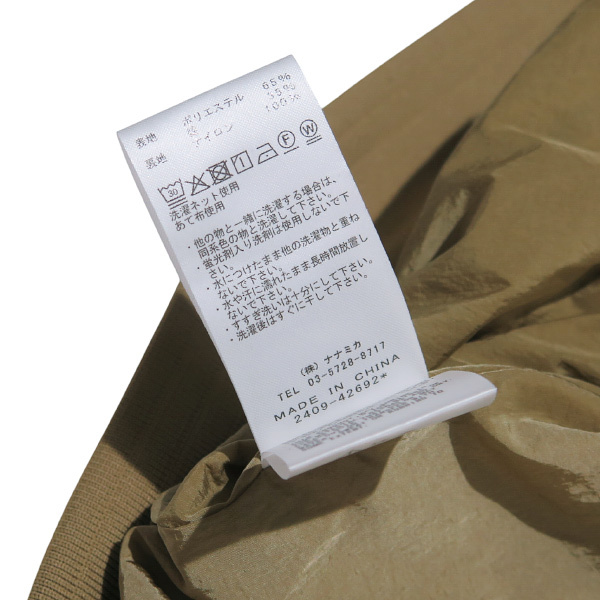 表地 ポリエステル 65%
綿 35%
裏地 ナイロン 100%
30 F W
洗濯ネット使用
あて布使用
・他の物と一緒に洗濯する場合は、
同系色の物と洗濯して下さい。
・蛍光剤入り洗剤は使用しないで下
さい。
・水につけたまま他の洗濯物と重ね
ないで下さい。
・水や汗に濡れたまま長時間放置し
ないで下さい。
・すすぎ洗いは十分にして下さい。
・洗濯後はすぐに干して下さい。
(株) ナナミカ
TEL 03-5728-8717
MADE IN CHINA
2409-42692*